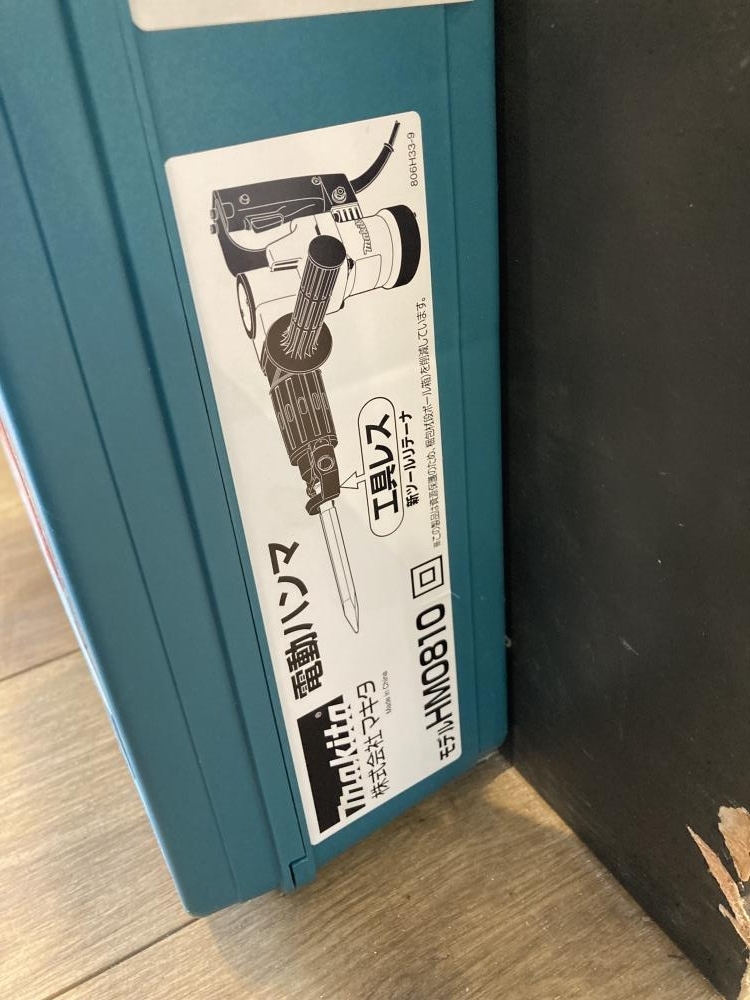 makita®
株式会社マキタ
Made in China
電動ハンマ
モデルHM0810
工具レス
新ツールリテーナ
※この製品は資源保護のため、梱包材(段ボール箱)を削減しています。
makita
806H33-9